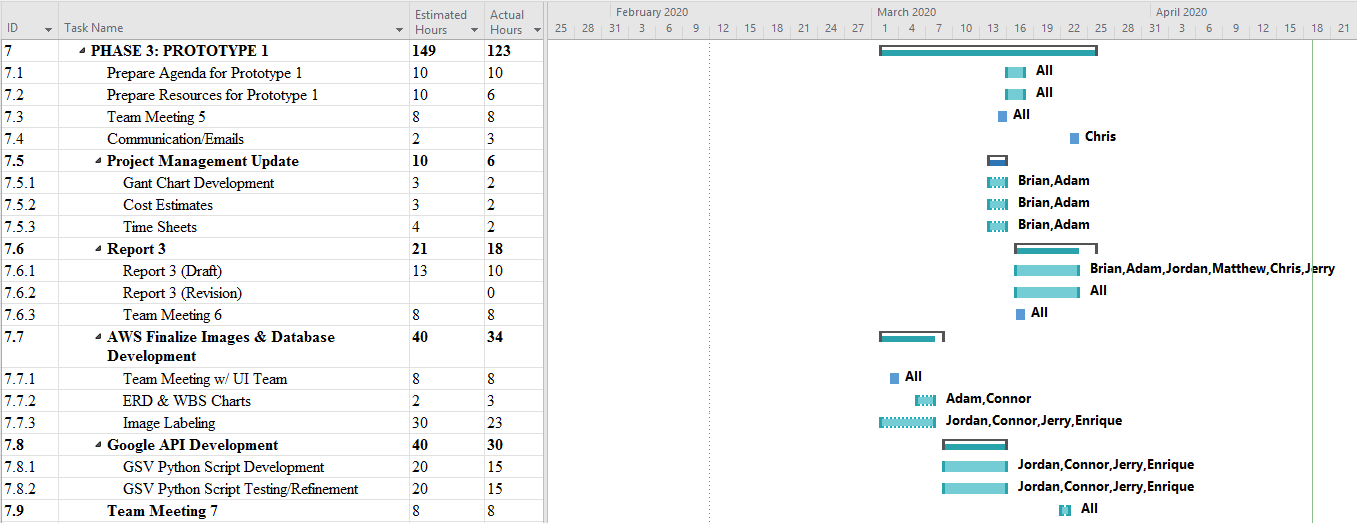 ID Task Name Estimated Hours Actual Hours February 2020 March 2020 April 2020
25 28 31 3 6 9 12 15 18 21 24 27 1 4 7 10 13 16 19 22 25 28 31 3 6 9 12 15 18 21
7 PHASE 3: PROTOTYPE 1 149 123
7.1 Prepare Agenda for Prototype 1 10 10 All
7.2 Prepare Resources for Prototype 1 10 6 All
7.3 Team Meeting 5 8 8 All
7.4 Communication/Emails 2 3 Chris
7.5 Project Management Update 10 6
7.5.1 Gant Chart Development 3 2 Brian,Adam
7.5.2 Cost Estimates 3 2 Brian,Adam
7.5.3 Time Sheets 4 2 Brian,Adam
7.6 Report 3 21 18
7.6.1 Report 3 (Draft) 13 10 Brian,Adam,Jordan,Matthew,Chris,Jerry
7.6.2 Report 3 (Revision) 0 All
7.6.3 Team Meeting 6 8 8 All
7.7 AWS Finalize Images & Database 40 34
Development
7.7.1 Team Meeting w/ UI Team 8 8 All
7.7.2 ERD & WBS Charts 2 3 Adam,Connor
7.7.3 Image Labeling 30 23 Jordan,Connor,Jerry,Enrique
7.8 Google API Development 40 30
7.8.1 GSV Python Script Development 20 15 Jordan,Connor,Jerry,Enrique
7.8.2 GSV Python Script Testing/Refinement 20 15 Jordan,Connor,Jerry,Enrique
7.9 Team Meeting 7 8 8 All